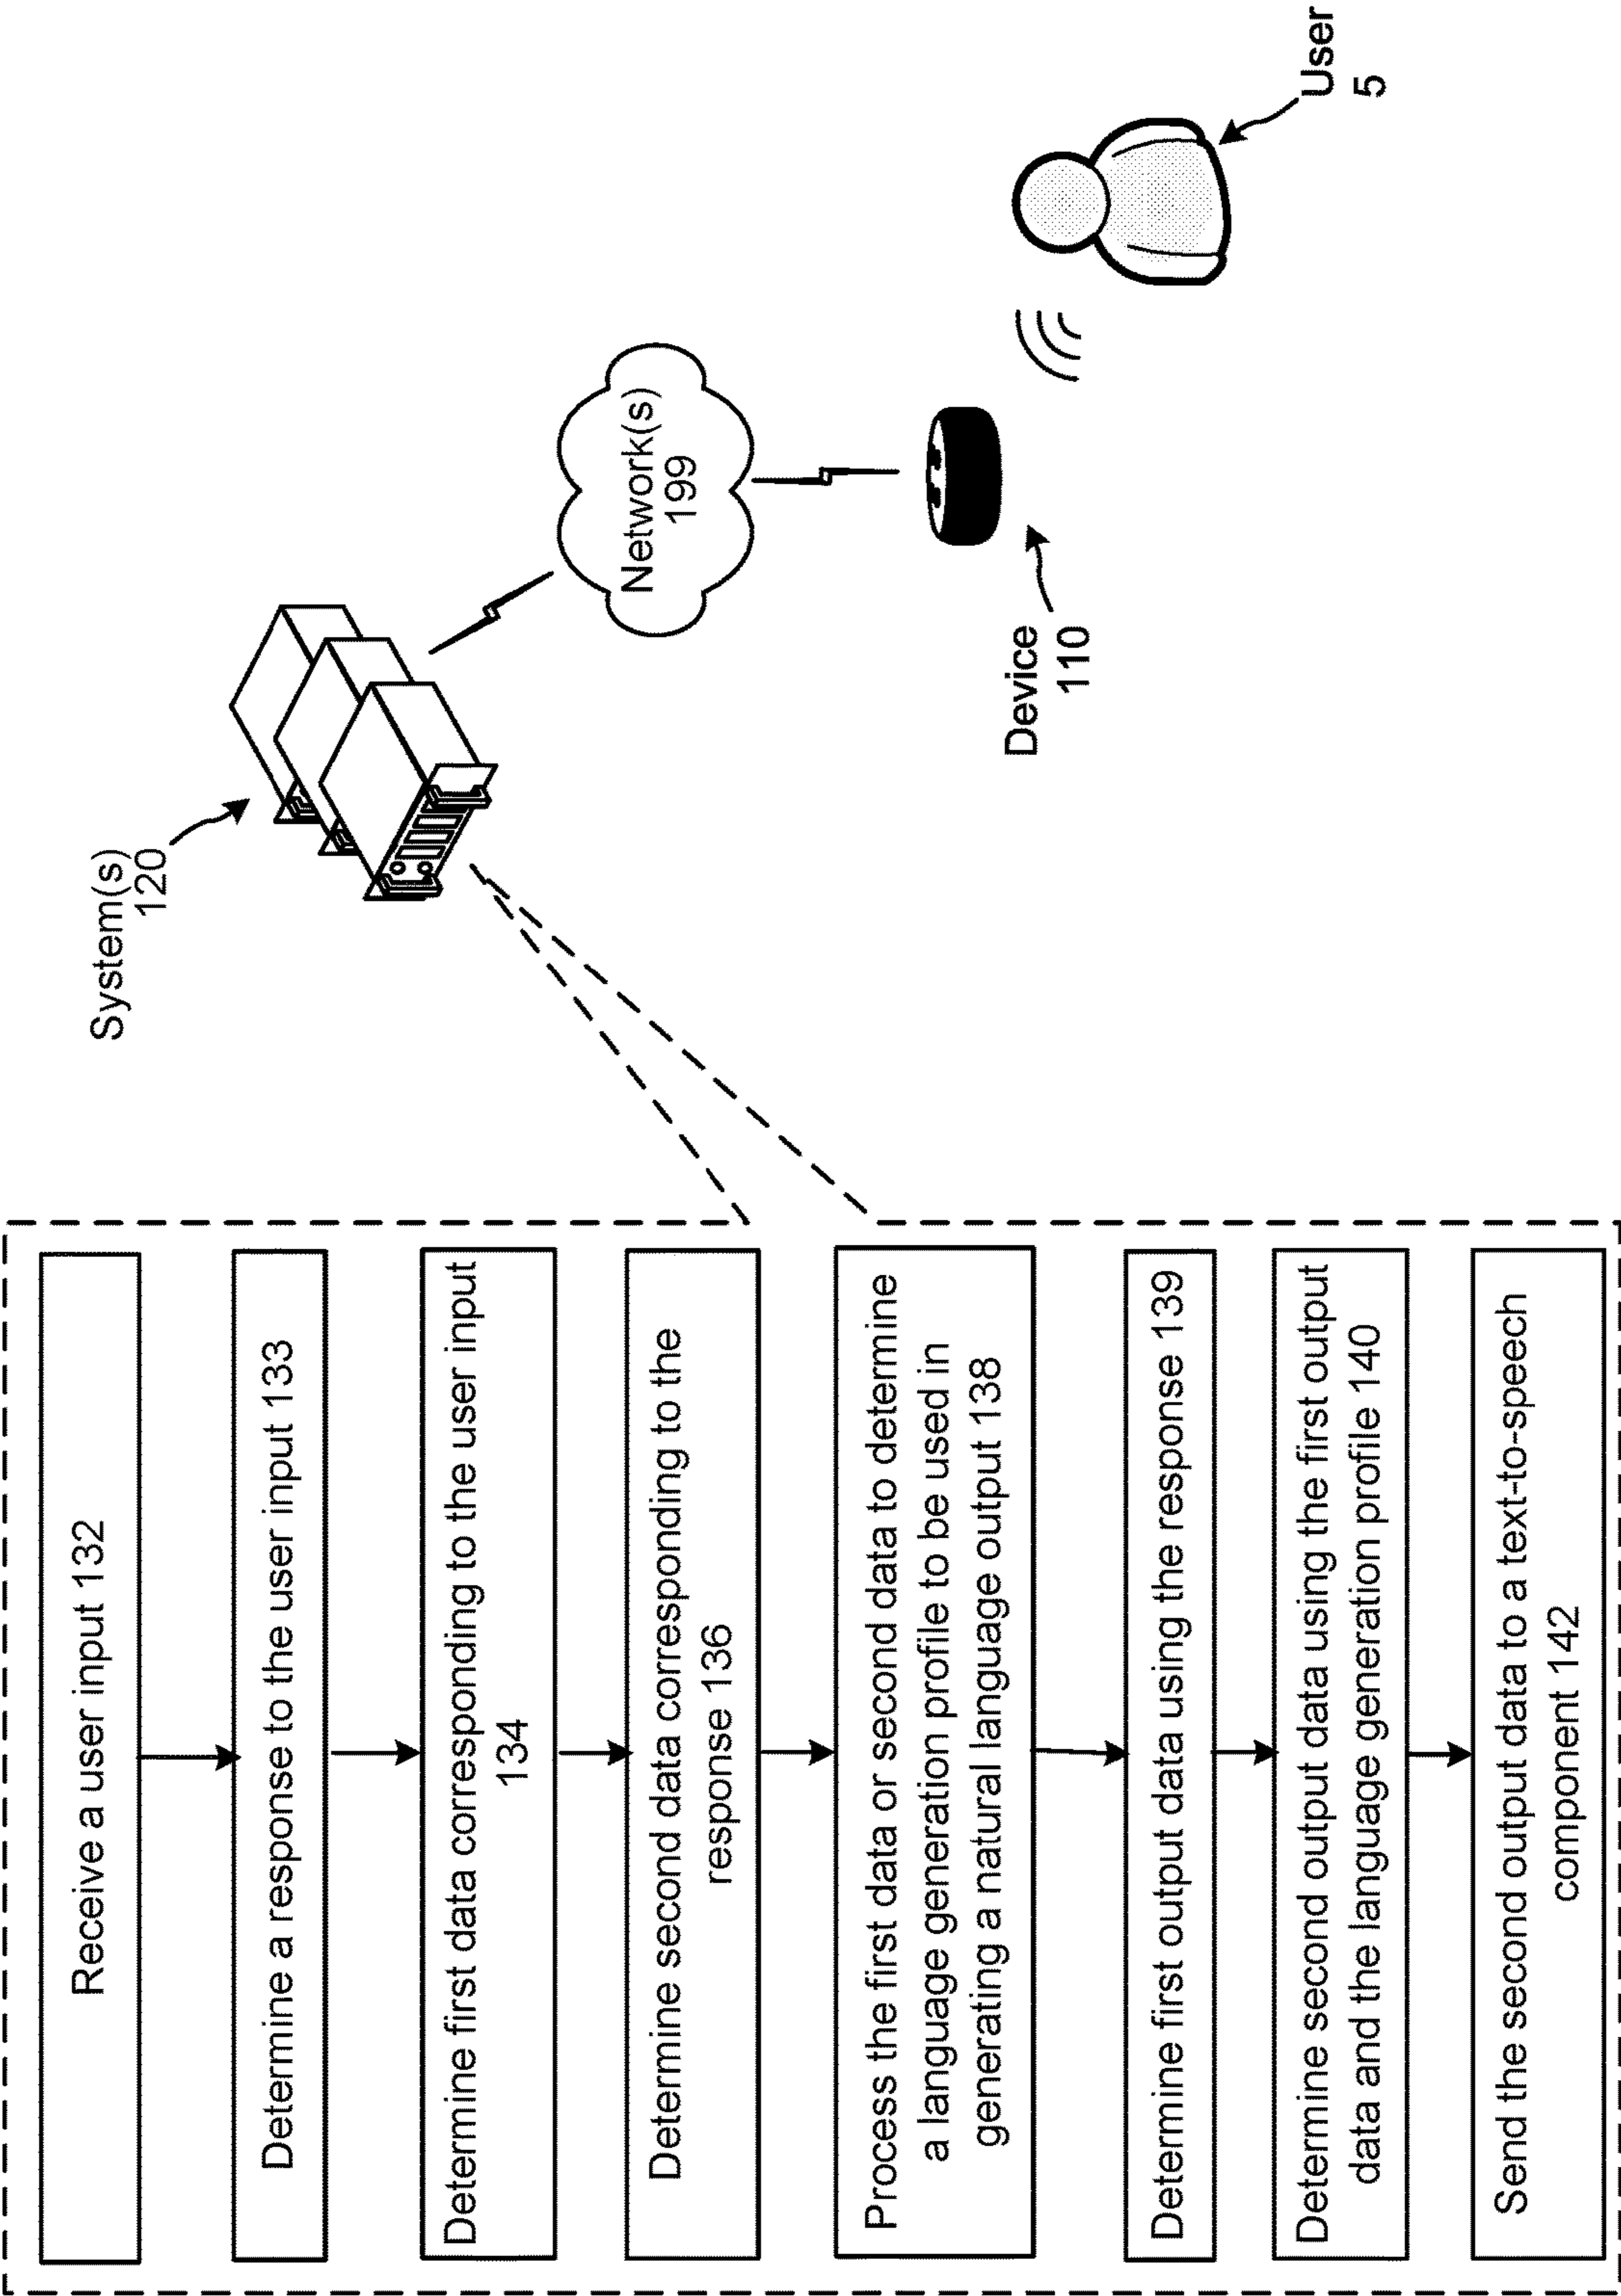 Receive a user input 132
Determine a response to the user input 133
Determine first data corresponding to the user input
134
Determine second data corresponding to the
response 136
Process the first data or second data to determine
a language generation profile to be used in
generating a natural language output 138
Determine first output data using the response 139
Determine second output data using the first output
data and the language generation profile 140
Send the second output data to a text-to-speech
component 142
System(s)
120
Network(s)
199
Device
110
User
5